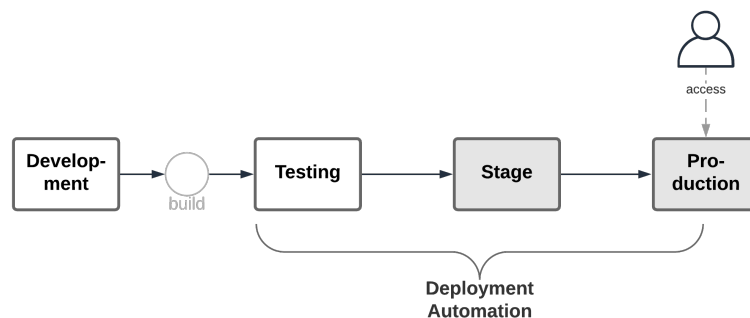 access
Develop-
ment
build
Testing
Stage
Pro-
duction
Deployment
Automation